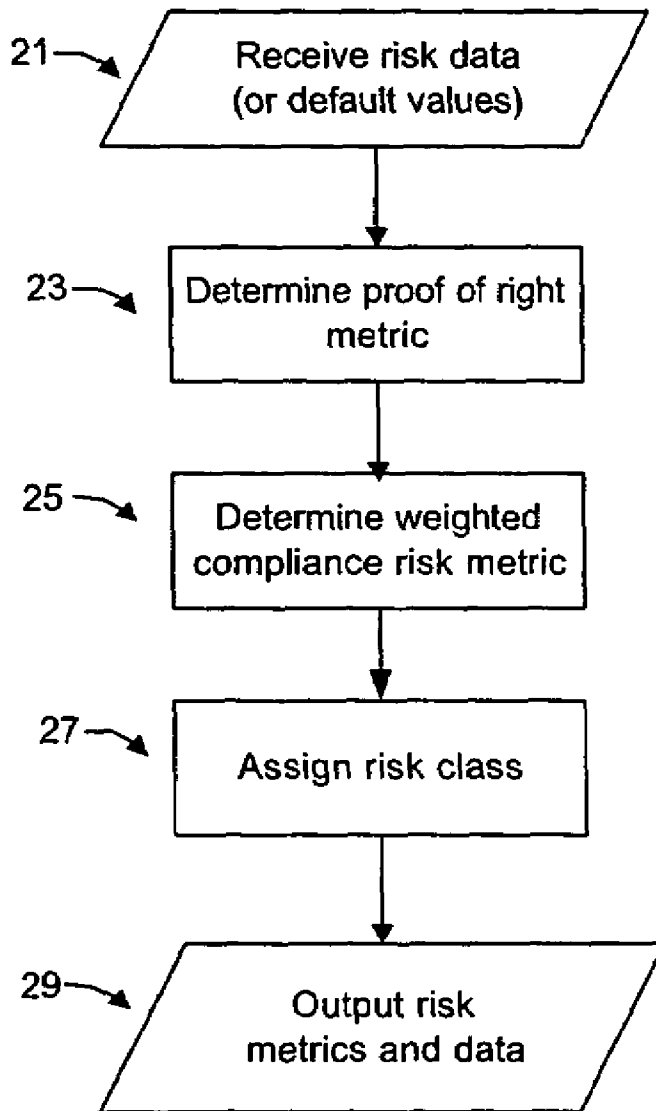 21
Receive risk data
(or default values)
23
Determine proof of right
metric
25
Determine weighted
compliance risk metric
27
Assign risk class
29
Output risk
metrics and data